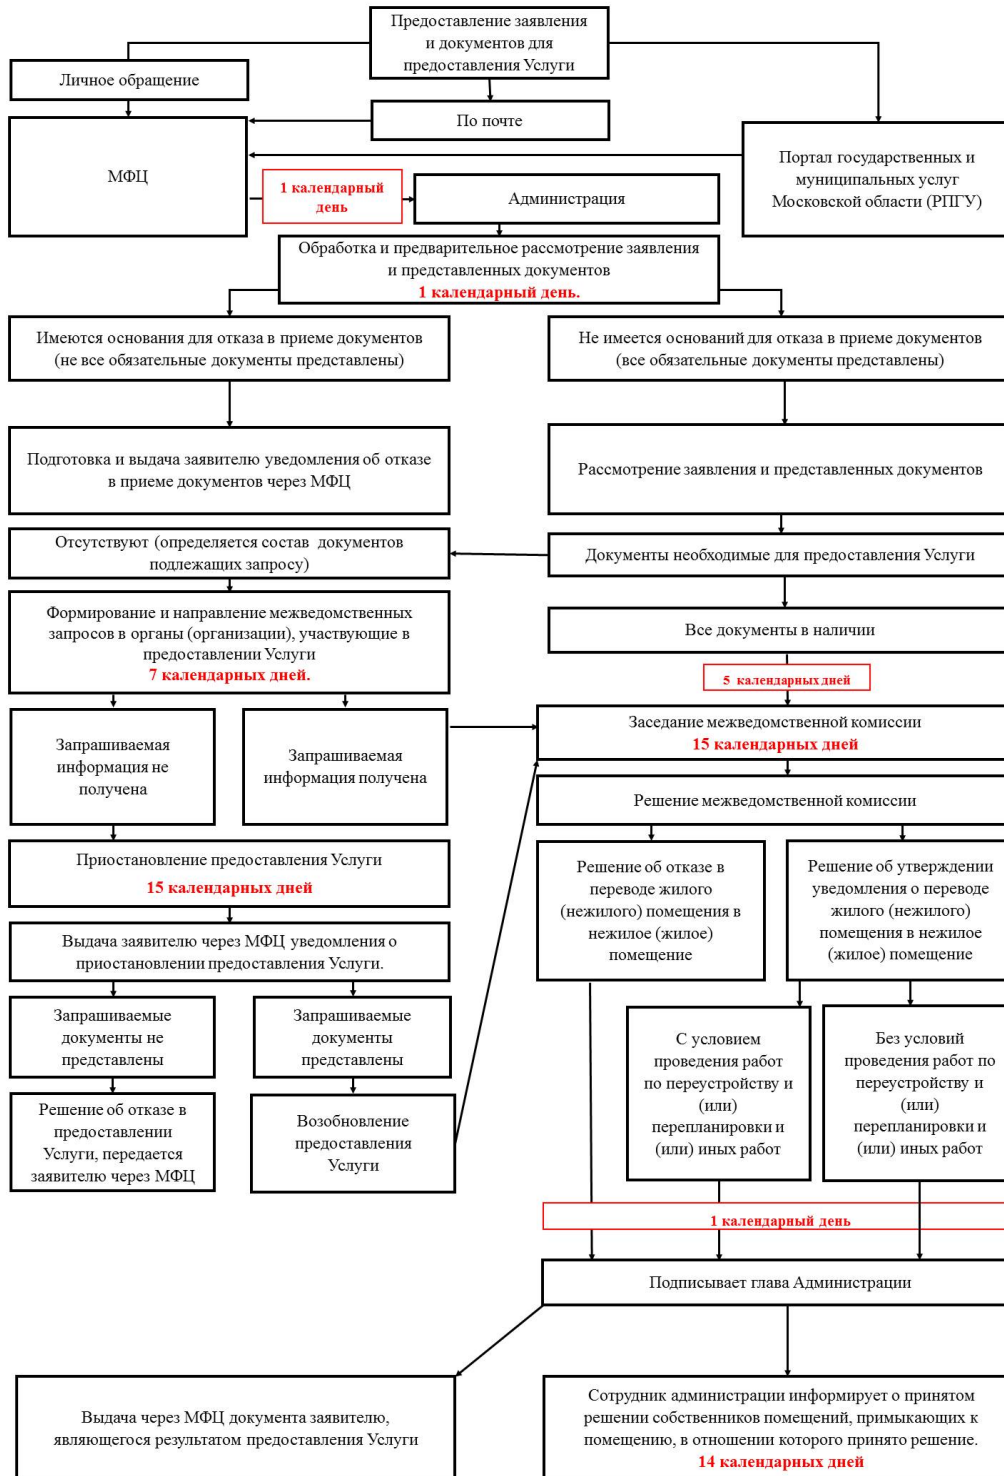 Предоставление заявления
и документов для
предоставления Услуги
Личное обращение
По почте
МФЦ
Портал государственных и
муниципальных услуг
Московской области (РПГУ)
1 календарный
день
Администрация
Обработка и предварительное рассмотрение заявления
и представленных документов
1 календарный день.
Имеются основания для отказа в приеме документов
(не все обязательные документы представлены)
Не имеется оснований для отказа в приеме документов
(все обязательные документы представлены)
Подготовка и выдача заявителю уведомления об отказе
в приеме документов через МФЦ
Рассмотрение заявления и представленных документов
Отсутствуют (определяется состав документов
подлежащих запросу)
Документы необходимые для предоставления Услуги
Формирование и направление межведомственных
запросов в органы (организации), участвующие в
предоставлении Услуги
7 календарных дней.
Все документы в наличии
5 календарных дней
Запрашиваемая
информация не
получена
Запрашиваемая
информация получена
Заседание межведомственной комиссии
15 календарных дней
Решение межведомственной комиссии
Приостановление предоставления Услуги
15 календарных дней
Решение об отказе в
переводе жилого
(нежилого) помещения в
нежилое (жилое)
помещение
Решение об утверждении
уведомления о переводе
жилого (нежилого)
помещения в нежилое
(жилое) помещение
Выдача заявителю через МФЦ уведомления о
приостановлении предоставления Услуги.
Запрашиваемые
документы не
представлены
Запрашиваемые
документы
представлены
С условием
проведения работ
по переустройству и
(или)
перепланировки и
(или) иных работ
Без условий
проведения работ по
переустройству и
(или)
перепланировки и
(или) иных работ
Решение об отказе в
предоставлении
Услуги, передается
заявителю через МФЦ
Возобновление
предоставления
Услуги
1 календарный день
Подписывает глава Администрации
Выдача через МФЦ документа заявителю,
являющегося результатом предоставления Услуги
Сотрудник администрации информирует о принятом
решении собственников помещений, примыкающих к
помещению, в отношении которого принято решение.
14 календарных дней